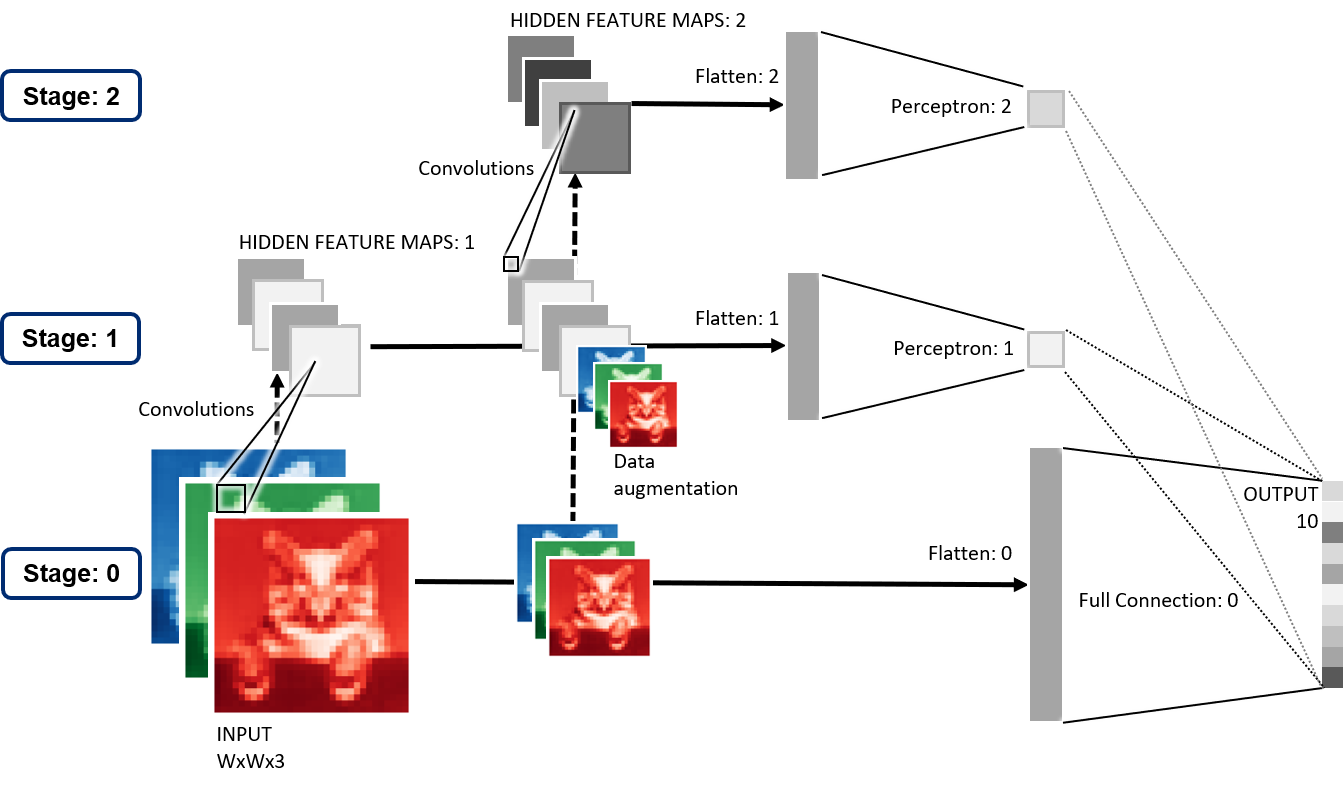 HIDDEN FEATURE MAPS: 2
Stage: 2
Flatten: 2
Perceptron: 2
Convolutions
HIDDEN FEATURE MAPS: 1
Stage: 1
Flatten: 1
Perceptron: 1
Convolutions
Data
augmentation
OUTPUT
10
Stage: 0
Flatten: 0
Full Connection: 0
INPUT
WxWx3